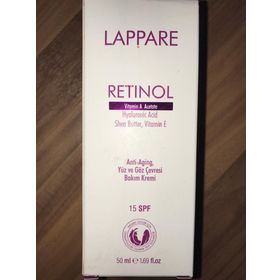 LAPPARE
RETINOL
Vitamin A Acetate
Hyaluronic Acid
Shea Butter, Vitamin E
Anti-Aging,
Yüz ve Göz Çevresi
Bakım Kremi
15 SPF
50 ml ℮ 1.69 fl.oz